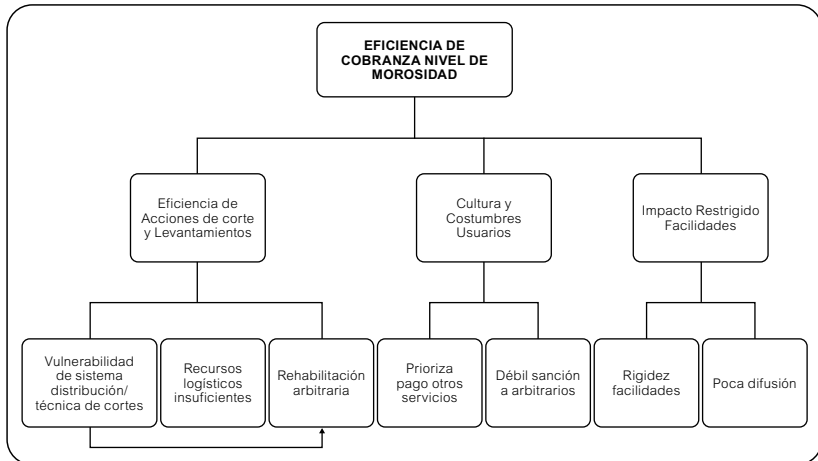 EFICIENCIA DE
COBRANZA NIVEL DE
MOROSIDAD
Eficiencia de
Acciones de corte
y Levantamientos
Cultura y
Costumbres
Usuarios
Impacto Restrigido
Facilidades
Vulnerabilidad
de sistema
distribución/
técnica de cortes
Recursos
logísticos
insuficientes
Rehabilitación
arbitraria
Prioriza
pago otros
servicios
Débil sanción
a arbitrarios
Rigidez
facilidades
Poca difusión